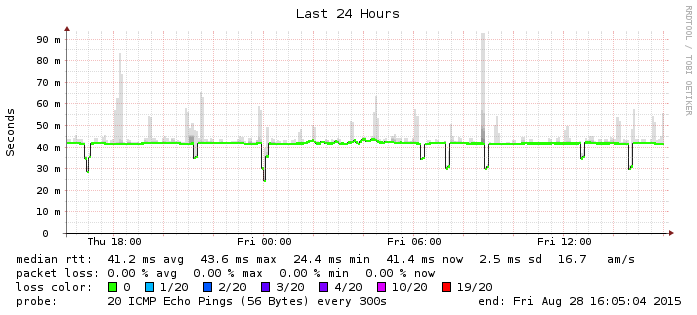 Last 24 Hours
RRDTOOL / TOBI OETIKER
Seconds
90 m
80 m
70 m
60 m
50 m
40 m
30 m
20 m
10 m
0
Thu 18:00 Fri 00:00 Fri 06:00 Fri 12:00
median rtt: 41.2 ms avg 43.6 ms max 24.4 ms min 41.4 ms now 2.5 ms sd 16.7 am/s
packet loss: 0.00 % avg 0.00 % max 0.00 % min 0.00 % now
loss color: 0 1/20 2/20 3/20 4/20 10/20 19/20
probe: 20 ICMP Echo Pings (56 Bytes) every 300s end: Fri Aug 28 16:05:04 2015